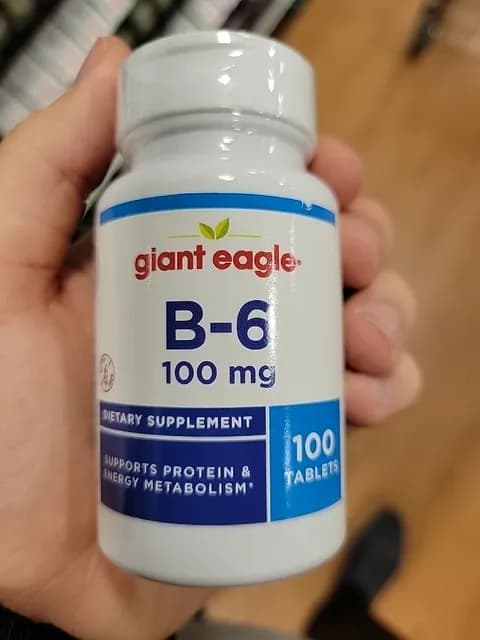 giant eagle
B-6
100 mg
DIETARY SUPPLEMENT
SUPPORTS PROTEIN &
ENERGY METABOLISM*
100
TABLETS